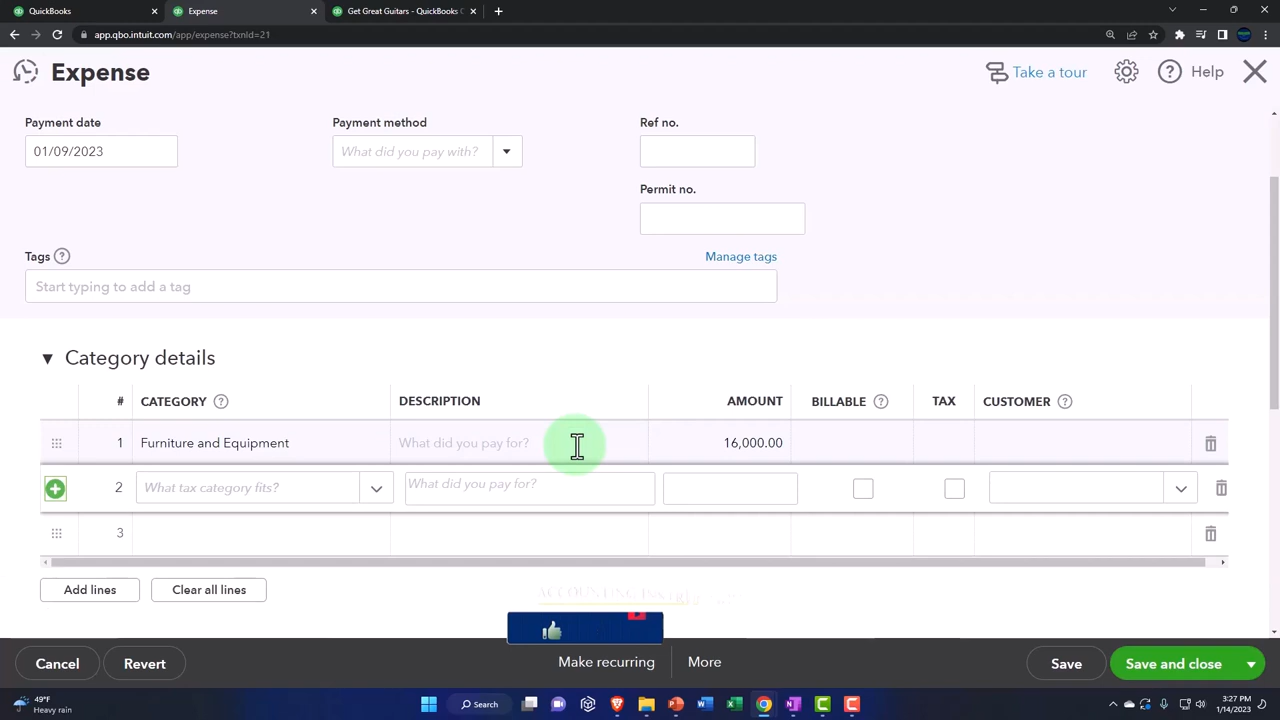 QuickBooks
Expense
Get Great Guitars - QuickBooks C
app.qbo.intuit.com/app/expense?txnId=21
Expense
Take a tour
Help
Payment date
Payment method
Ref no.
01/09/2023
What did you pay with?
Permit no.
Tags
Manage tags
Start typing to add a tag
Category details
# CATEGORY DESCRIPTION AMOUNT BILLABLE TAX CUSTOMER
1 Furniture and Equipment What did you pay for? 16,000.00
2 What tax category fits? What did you pay for?
3
Add lines
Clear all lines
Cancel
Revert
Make recurring
More
Save
Save and close
49°F
Heavy rain
Search
3:27 PM
1/14/2023